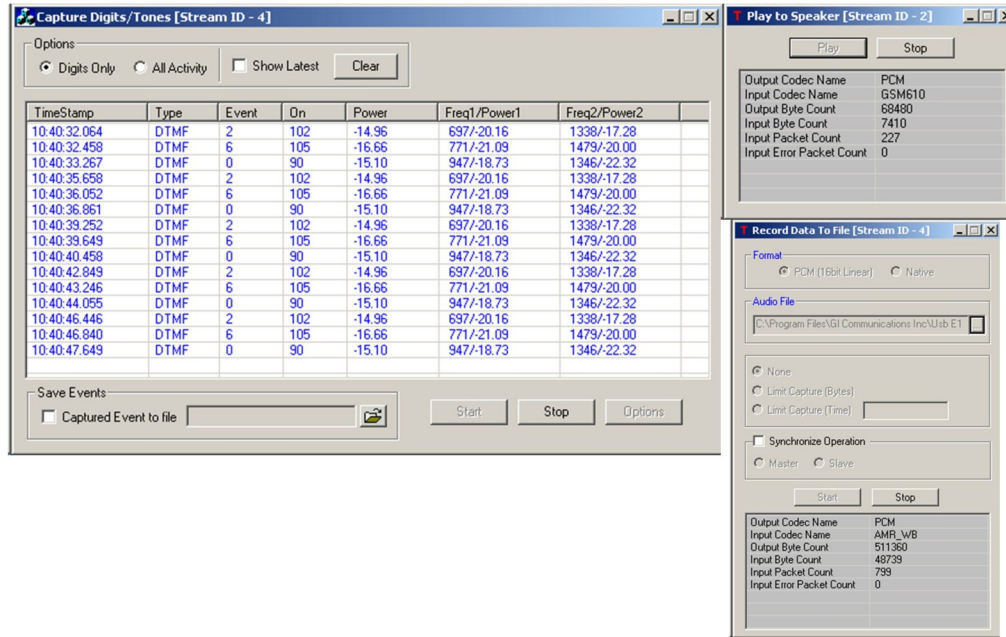 Capture Digits/Tones [Stream ID - 4]
Options
Digits Only All Activity Show Latest Clear
TimeStamp Type Event On Power Freq1/Power1 Freq2/Power2
10:40:32.064 DTMF 2 102 -14.96 697/-20.16 1338/-17.28
10:40:32.458 DTMF 6 105 -16.66 771/-21.09 1479/-20.00
10:40:33.267 DTMF 0 90 -15.10 947/-18.73 1346/-22.32
10:40:35.658 DTMF 2 102 -14.96 697/-20.16 1338/-17.28
10:40:36.052 DTMF 6 105 -16.66 771/-21.09 1479/-20.00
10:40:36.861 DTMF 0 90 -15.10 947/-18.73 1346/-22.32
10:40:39.252 DTMF 2 102 -14.96 697/-20.16 1338/-17.28
10:40:39.649 DTMF 6 105 -16.66 771/-21.09 1479/-20.00
10:40:40.458 DTMF 0 90 -15.10 947/-18.73 1346/-22.32
10:40:42.849 DTMF 2 102 -14.96 697/-20.16 1338/-17.28
10:40:43.246 DTMF 6 105 -16.66 771/-21.09 1479/-20.00
10:40:44.055 DTMF 0 90 -15.10 947/-18.73 1346/-22.32
10:40:46.446 DTMF 2 102 -14.96 697/-20.16 1338/-17.28
10:40:46.840 DTMF 6 105 -16.66 771/-21.09 1479/-20.00
10:40:47.649 DTMF 0 90 -15.10 947/-18.73 1346/-22.32
Save Events
Captured Event to file Start Stop Options
Play to Speaker [Stream ID - 2]
Play Stop
Output Codec Name PCM
Input Codec Name GSM610
Output Byte Count 68480
Input Byte Count 7410
Input Packet Count 227
Input Error Packet Count 0
Record Data To File [Stream ID - 4]
Format
PCM (16bit Linear) Native
Audio File
C:\Program Files\Gl Communications Inc\Usb E1
None
Limit Capture (Bytes)
Limit Capture (Time)
Synchronize Operation
Master Slave
Start Stop
Output Codec Name PCM
Input Codec Name AMR_WB
Output Byte Count 511360
Input Byte Count 48739
Input Packet Count 799
Input Error Packet Count 0